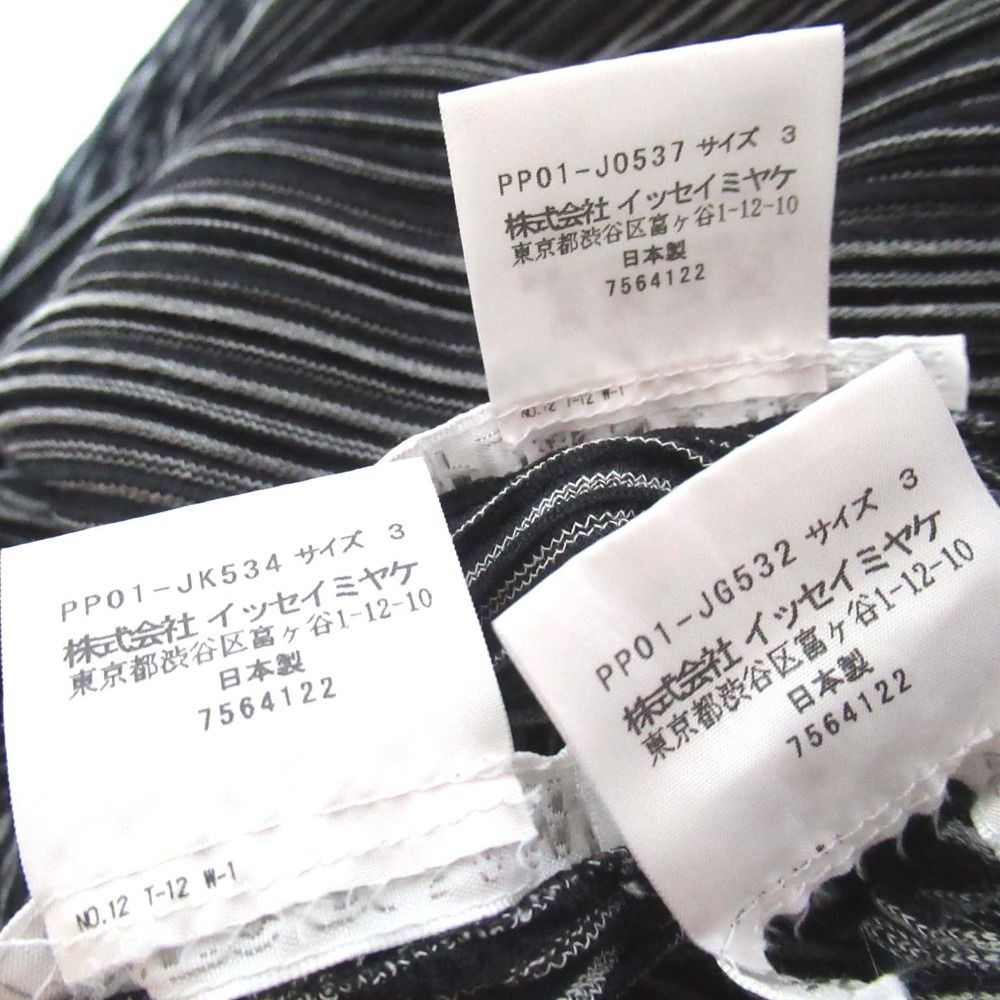 PP01-JO537 サイズ 3
株式会社 イッセイミヤケ
東京都渋谷区富ヶ谷1-12-10
日本製
7564122
NO.12 T-12 W-1
PP01-JK534 サイズ 3
株式会社 イッセイミヤケ
東京都渋谷区富ヶ谷1-12-10
日本製
7564122
NO.12 T-12 W-1
PP01-JG532 サイズ 3
株式会社 イッセイミヤケ
東京都渋谷区富ヶ谷1-12-10
日本製
7564122